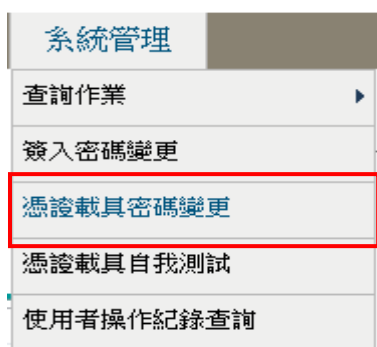 系統管理
查詢作業
簽入密碼變更
憑證載具密碼變更
憑證載具自我測試
使用者操作紀錄查詢